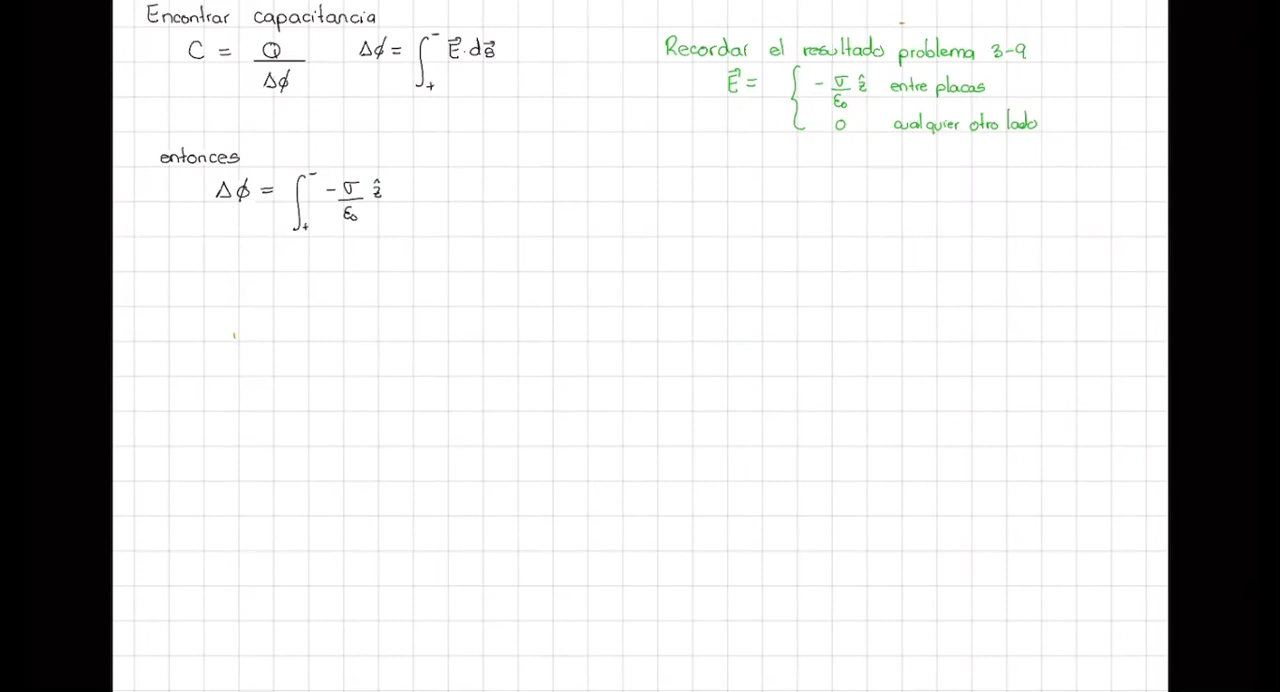 Encontrar capacitancia
C = Q/Δϕ    Δϕ = ∫₊⁻ E⃗·ds⃗
Recordar el resultado problema 3-9
E⃗ = { -σ/ε₀ ẑ entre placas
0 cualquier otro lado
entonces
Δϕ = ∫₊⁻ -σ/ε₀ ẑ